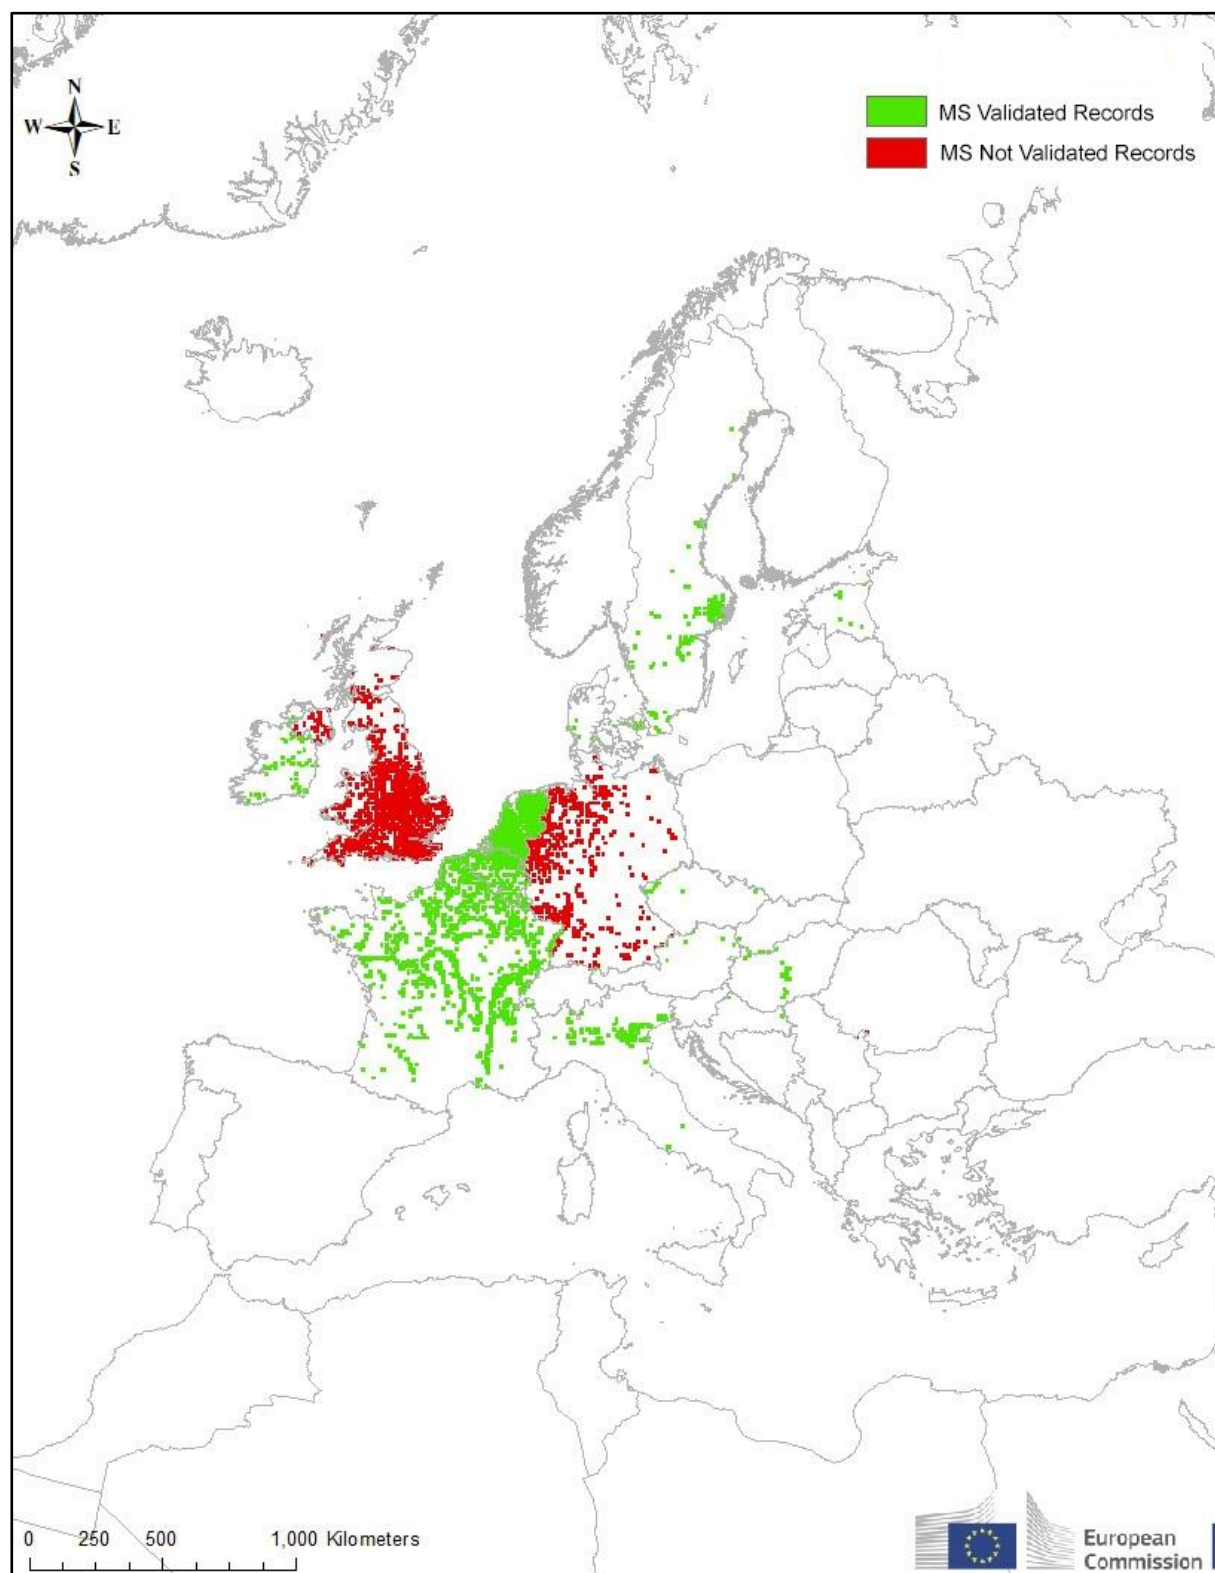 N
W E
S
MS Validated Records
MS Not Validated Records
0 250 500 1,000 Kilometers
European
Commission